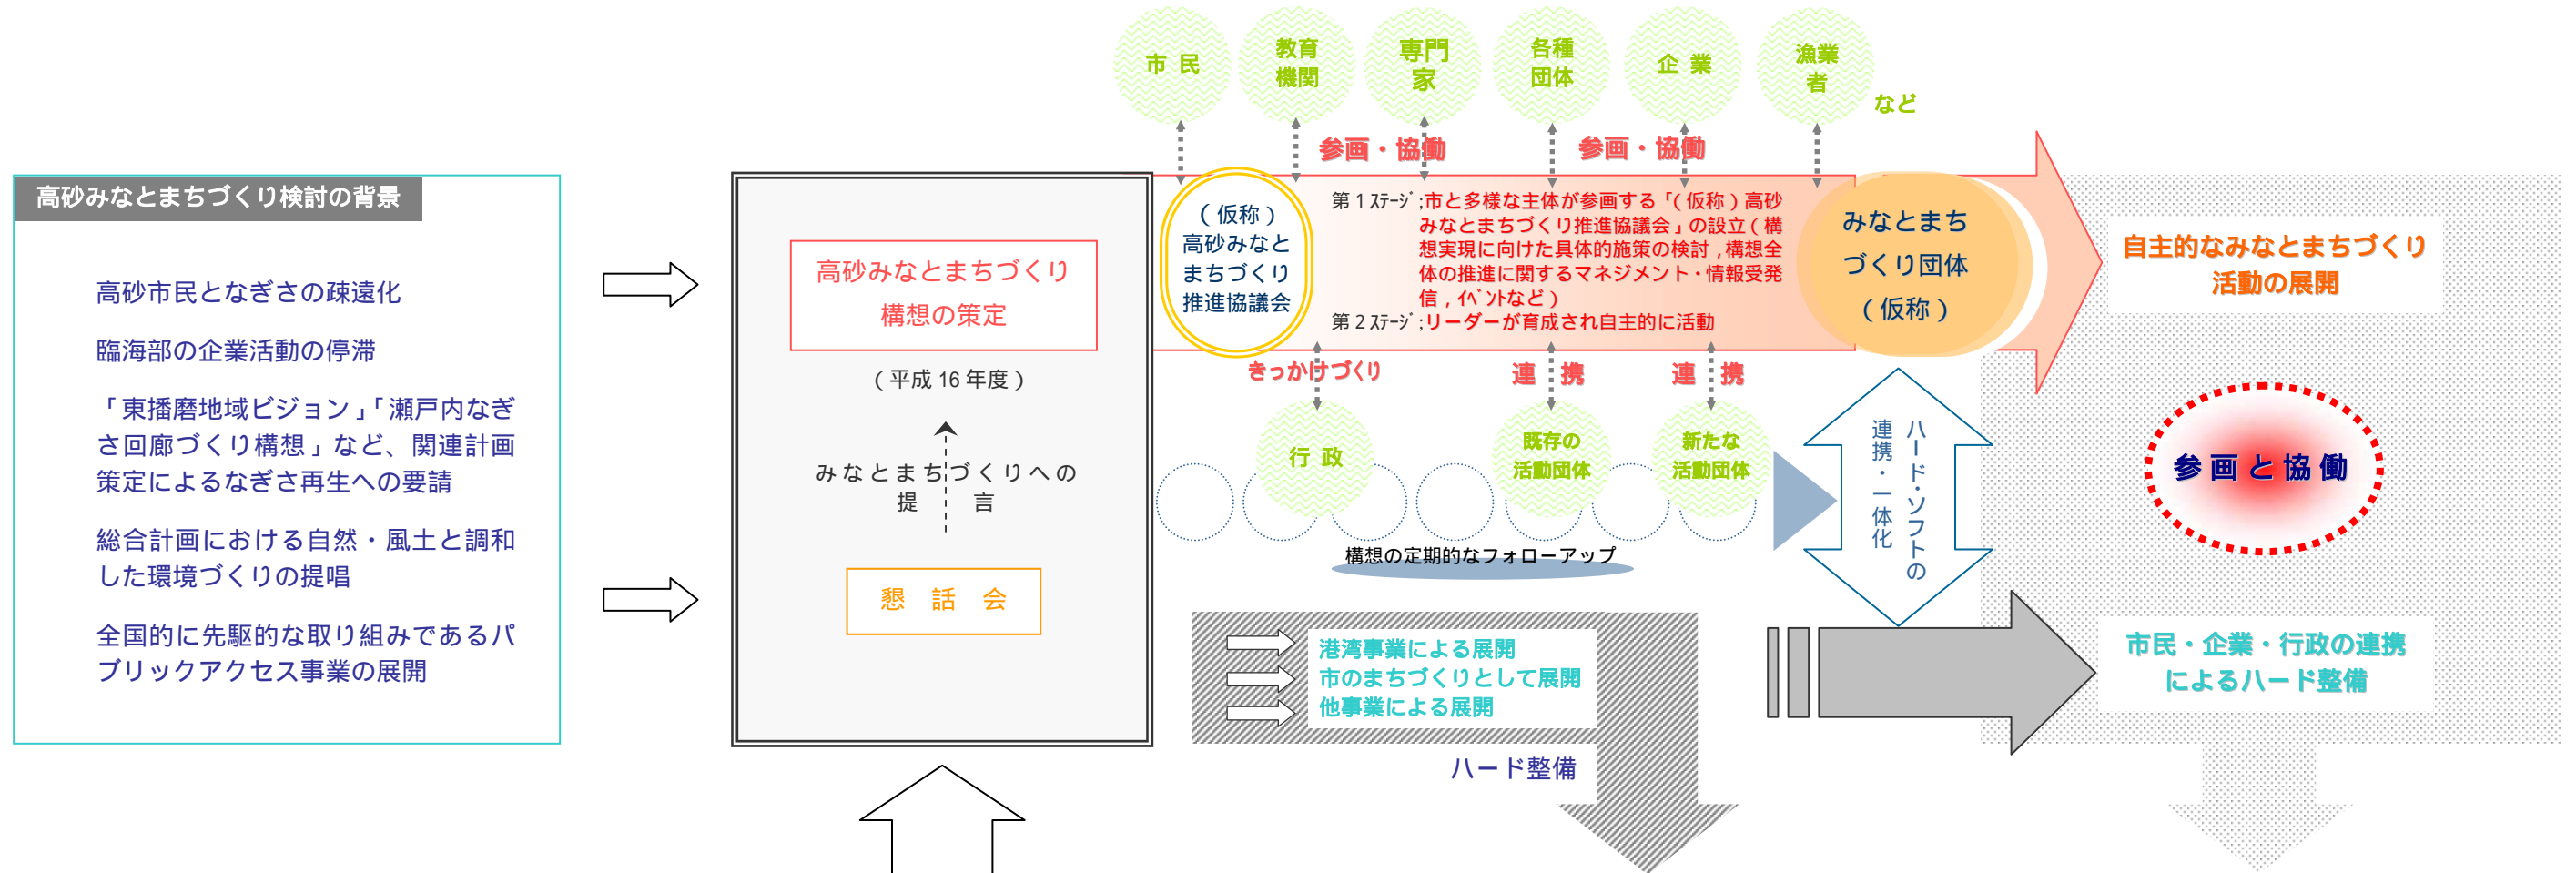 高砂みなとまちづくり検討の背景
高砂市民となぎさの疎遠化
臨海部の企業活動の停滞
「東播磨地域ビジョン」「瀬戸内なぎ
さ回廊づくり構想」など、関連計画
策定によるなぎさ再生への要請
総合計画における自然・風土と調和
した環境づくりの提唱
全国的に先駆的な取り組みであるパ
ブリックアクセス事業の展開
高砂みなとまちづくり
構想の策定
（平成 16 年度）
みなとまちづくりへの
提　言
懇 話 会
市 民
教育
機関
専門
家
各種
団体
企 業
漁業
者
など
参画・協働
参画・協働
（仮称）
高砂みなと
まちづくり
推進協議会
第１ｽﾃｰｼﾞ;市と多様な主体が参画する「（仮称）高砂
みなとまちづくり推進協議会」の設立（構
想実現に向けた具体的施策の検討，構想全
体の推進に関するマネジメント・情報受発
信，ｲﾍﾞﾝﾄなど）
第２ｽﾃｰｼﾞ;リーダーが育成され自主的に活動
みなとまち
づくり団体
（仮称）
きっかけづくり
連 携
連 携
行 政
既存の
活動団体
新たな
活動団体
構想の定期的なフォローアップ
ハード・ソフトの
連携・一体化
港湾事業による展開
市のまちづくりとして展開
他事業による展開
ハード整備
自主的なみなとまちづくり
活動の展開
参画と協働
市民・企業・行政の連携
によるハード整備